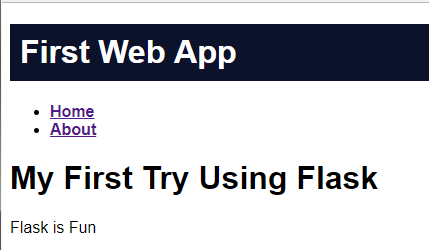 First Web App
Home
About
My First Try Using Flask
Flask is Fun